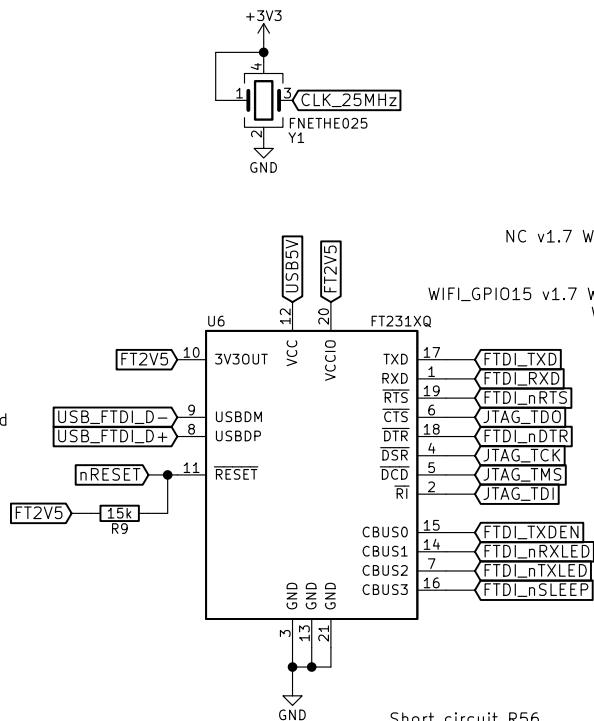 +3V3
4
1
3
CLK_25MHz
FNETHE025
2
Y1
GND
NC v1.7 W
USB5V
FT2V5
WIFI_GPIO15 v1.7 W
U6
12
20
FT231XQ
FT2V5
10
3V3OUT
VCC
VCCIO
TXD
17
FTDI_TXD
RXD
1
FTDI_RXD
RTS
19
FTDI_nRTS
d
USB_FTDI_D-
9
USBDM
CTS
6
JTAG_TDO
USB_FTDI_D+
8
USBDP
DTR
18
FTDI_nDTR
DSR
4
JTAG_TCK
nRESET
11
RESET
DCD
5
JTAG_TMS
RI
2
JTAG_TDI
FT2V5
15k
R9
CBUS0
15
FTDI_TXDEN
CBUS1
14
FTDI_nRXLED
CBUS2
7
FTDI_nTXLED
CBUS3
16
FTDI_nSLEEP
GND
GND
GND
3
13
21
GND
Short circuit R56